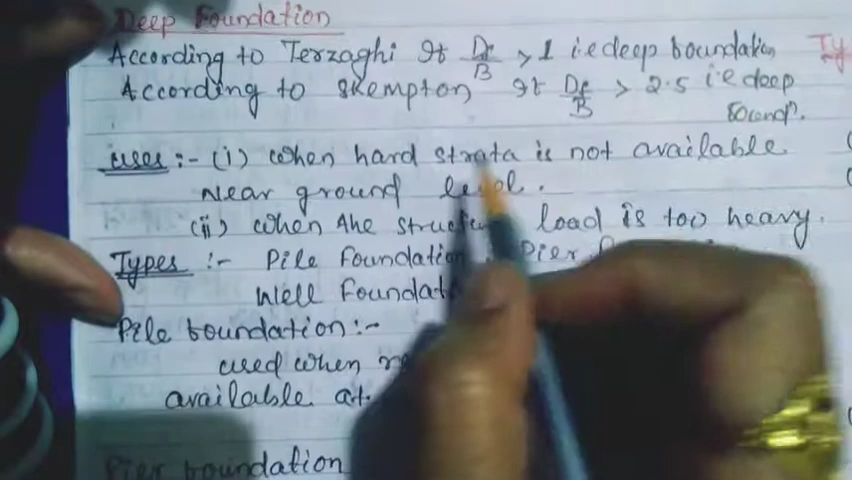 Deep Foundation
According to Terzaghi If Df/B > 1 i.e deep foundation
According to Skempton If Df/B > 2.5 i.e deep
foundn.
uses :- (i) When hard strata is not available
Near ground level.
(ii) When the structure load is too heavy.
Types :- Pile Foundation, Pier
Well
Pile foundation :-
used when
available at
Pier foundation
Ty